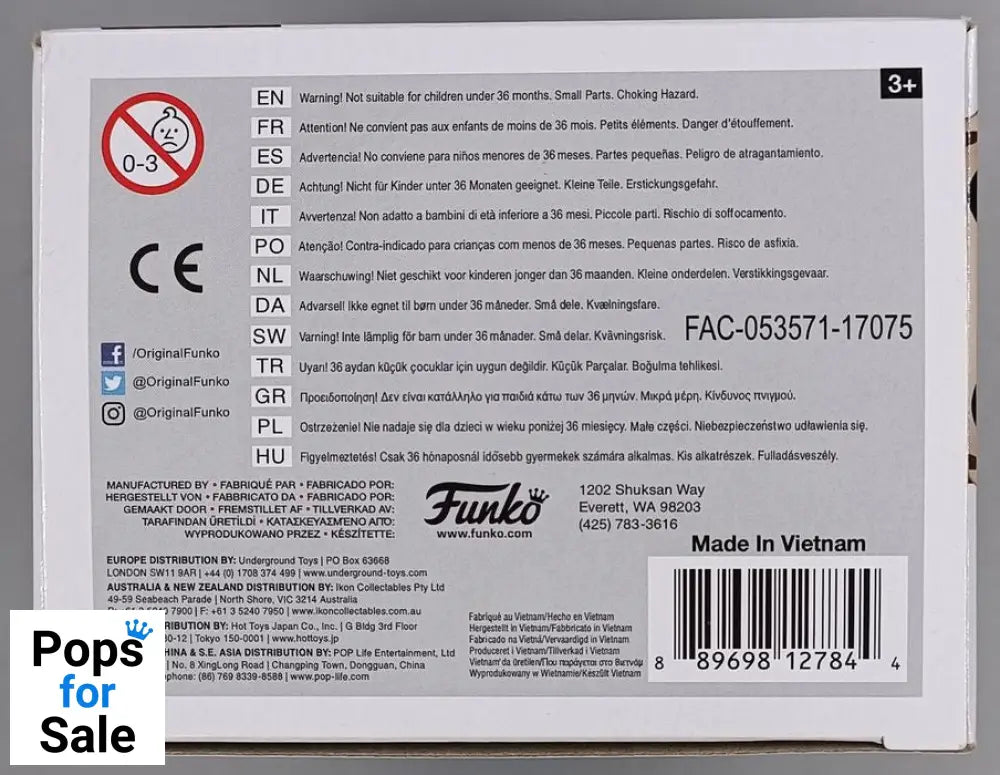 3+
0-3
EN Warning! Not suitable for children under 36 months. Small Parts. Choking Hazard.
FR Attention! Ne convient pas aux enfants de moins de 36 mois. Petits éléments. Danger d'étouffement.
ES Advertencia! No conviene para niños menores de 36 meses. Partes pequeñas. Peligro de atragantamiento.
DE Achtung! Nicht für Kinder unter 36 Monaten geeignet. Kleine Teile. Erstickungsgefahr.
IT Avvertenza! Non adatto a bambini di età inferiore a 36 mesi. Piccole parti. Rischio di soffocamento.
PO Atenção! Contra-indicado para crianças com menos de 36 meses. Pequenas partes. Risco de asfixia.
CE
NL Waarschuwing! Niet geschikt voor kinderen jonger dan 36 maanden. Kleine onderdelen. Verstikkingsgevaar.
DA Advarsel! Ikke egnet til børn under 36 måneder. Små dele. Kvælningsfare.
SW Varning! Inte lämplig för barn under 36 månader. Små delar. Kvävningsrisk.
FAC-053571-17075
/OriginalFunko
@OriginalFunko
@OriginalFunko
TR Uyarı! 36 aydan küçük çocuklar için uygun değildir. Küçük Parçalar. Boğulma tehlikesi.
GR Προειδοποίηση! Δεν είναι κατάλληλο για παιδιά κάτω των 36 μηνών. Μικρά μέρη. Κίνδυνος πνιγμού.
PL Ostrzeżenie! Nie nadaje się dla dzieci w wieku poniżej 36 miesięcy. Małe części. Niebezpieczeństwo udławienia się.
HU Figyelmeztetés! Csak 36 hónaposnál idősebb gyermekek számára alkalmas. Kis alkatrészek. Fulladásveszély.
MANUFACTURED BY • FABRIQUÉ PAR • FABRICADO POR:
HERGESTELLT VON • FABBRICATO DA • FABRICADO POR:
GEMAAKT DOOR • FREMSTILLET AF • TILLVERKAD AV:
TARAFINDAN ÜRETİLDİ • ΚΑΤΑΣΚΕΥΑΣΜΕΝΟ ΑΠΟ:
WYPRODUKOWANO PRZEZ • KÉSZÍTETTE:
Funko
www.funko.com
1202 Shuksan Way
Everett, WA 98203
(425) 783-3616
Made In Vietnam
EUROPE DISTRIBUTION BY: Underground Toys | PO Box 63668
LONDON SW11 9AR | +44 (0) 1708 374 499 | www.underground-toys.com
AUSTRALIA & NEW ZEALAND DISTRIBUTION BY: Ikon Collectables Pty Ltd
49-59 Seabeach Parade | North Shore, VIC 3214 Australia
7900 | F: +61 3 5240 7950 | www.ikoncollectables.com.au
RIBUTION BY: Hot Toys Japan Co., Inc. | G Bldg 3rd Floor
30-12 | Tokyo 150-0001 | www.hottoys.jp
HINA & S.E. ASIA DISTRIBUTION BY: POP Life Entertainment, Ltd
| No. 8 XingLong Road | Changping Town, Dongguan, China
phone: (86) 769 8339-8588 | www.pop-life.com
Fabriqué au Vietnam/Hecho en Vietnam
Hergestellt in Vietnam/Fabbricato in Vietnam
Fabricado na Vietnã/Vervaardigd in Vietnam
Produceret i Vietnam/Tillverkad i Vietnam
Vietnam'da üretilen/Που παράγεται στο Βιετνάμ
Wyprodukowany w Wietnamie/Készült Vietnam
8 89698 12784 4
Pops
for
Sale